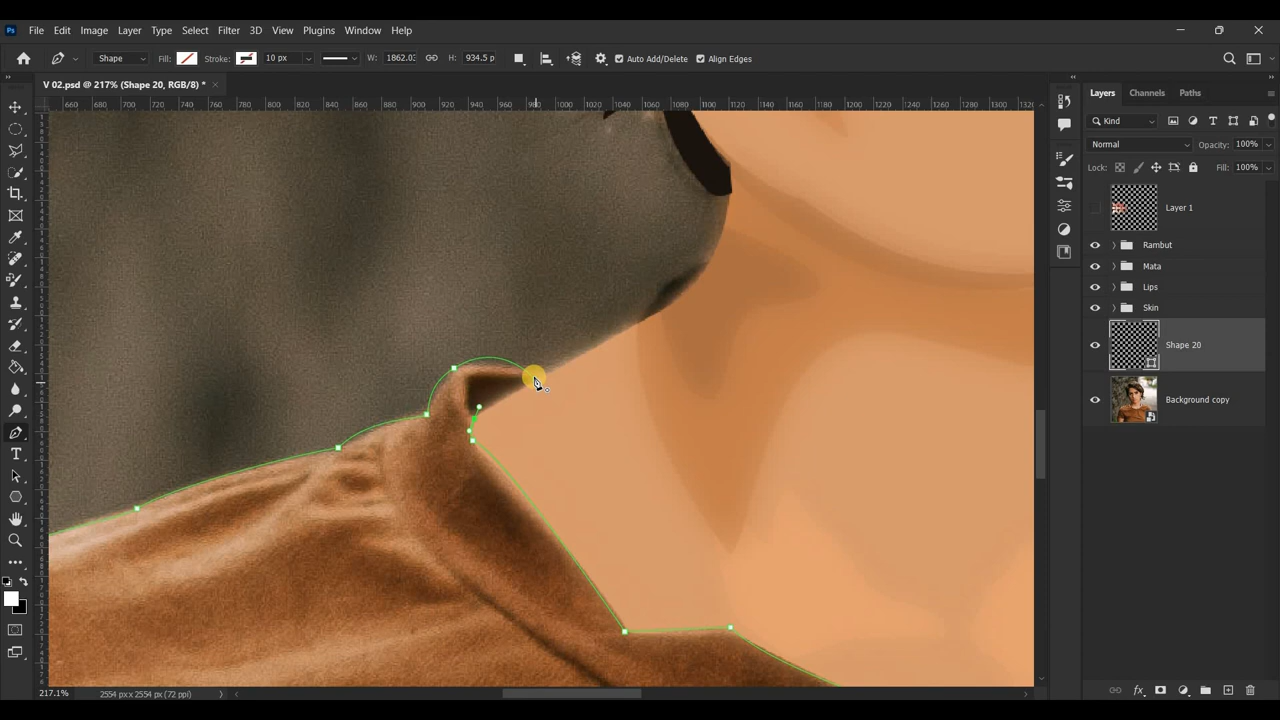 Ps File Edit Image Layer Type Select Filter 3D View Plugins Window Help
Shape Fill: Stroke: 10 px W: 1862.03 H: 934.5 p Auto Add/Delete Align Edges
V 02.psd @ 217% (Shape 20, RGB/8) * ×
660 680 700 720 740 760 780 800 820 840 860 880 900 920 940 960 980 1000 1020 1040 1060 1080 1100 1120 1140 1160 1180 1200 1220 1240 1260 1280 1300 1320
Layers Channels Paths
Kind
Normal Opacity: 100%
Lock: Fill: 100%
Layer 1
Rambut
Mata
Lips
Skin
Shape 20
Background copy
217.1% 2554 px x 2554 px (72 ppi)